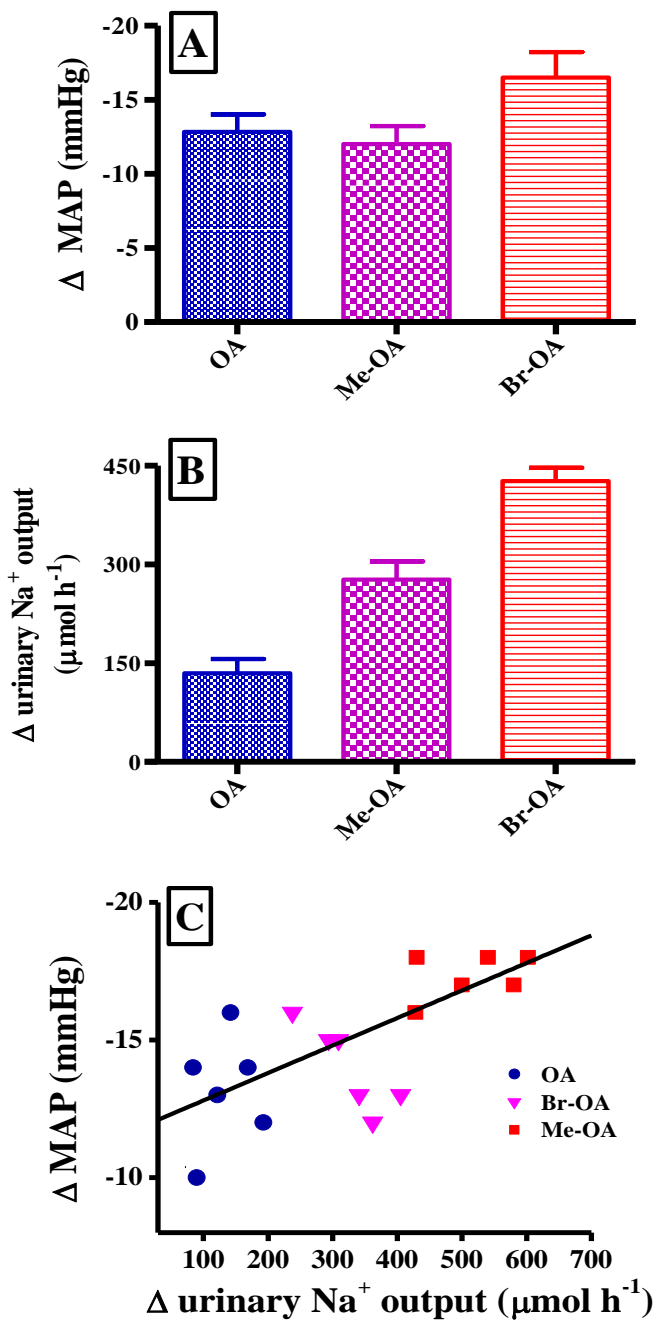 A
Δ MAP (mmHg)
-20
-15
-10
-5
0
OA
Me-OA
Br-OA
B
Δ urinary Na⁺ output
(μmol h⁻¹)
450
300
150
0
OA
Me-OA
Br-OA
C
Δ MAP (mmHg)
-20
-15
-10
OA
Br-OA
Me-OA
100 200 300 400 500 600 700
Δ urinary Na⁺ output (μmol h⁻¹)